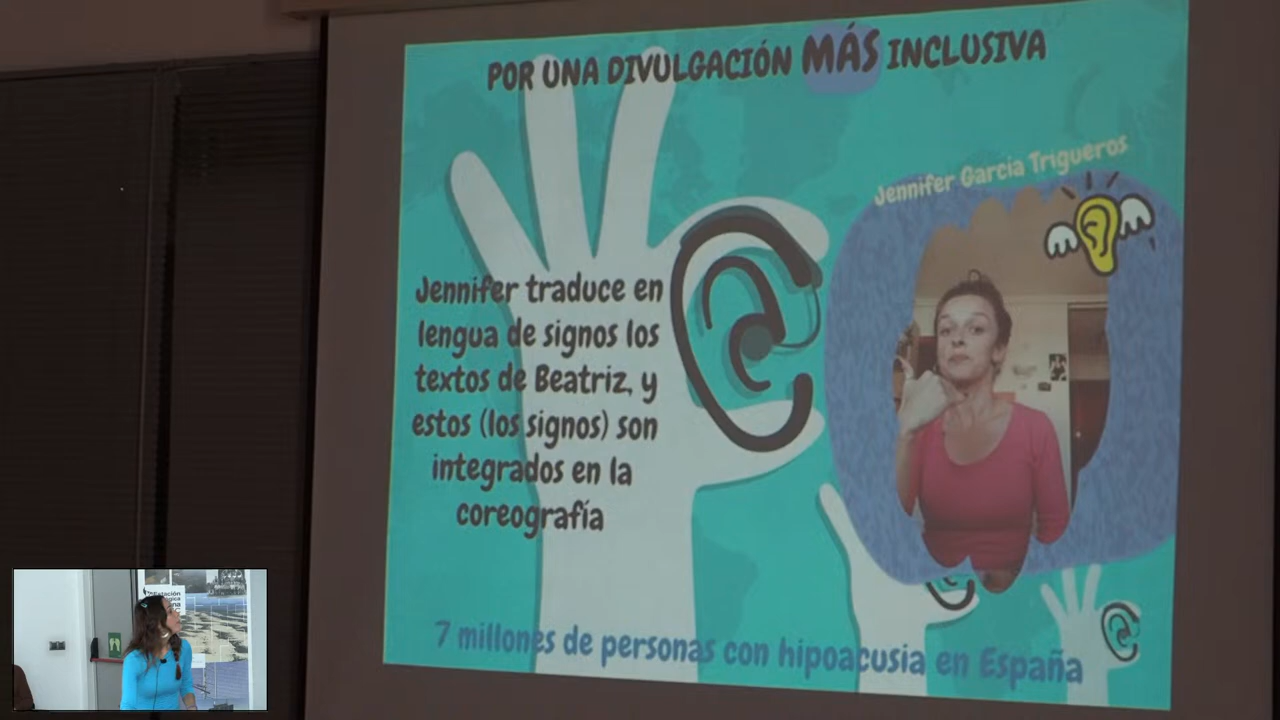 POR UNA DIVULGACIÓN MÁS INCLUSIVA
Jennifer García Trigueros
Jennifer traduce en
lengua de signos los
textos de Beatriz, y
estos (los signos) son
integrados en la
coreografía
7 millones de personas con hipoacusia en España